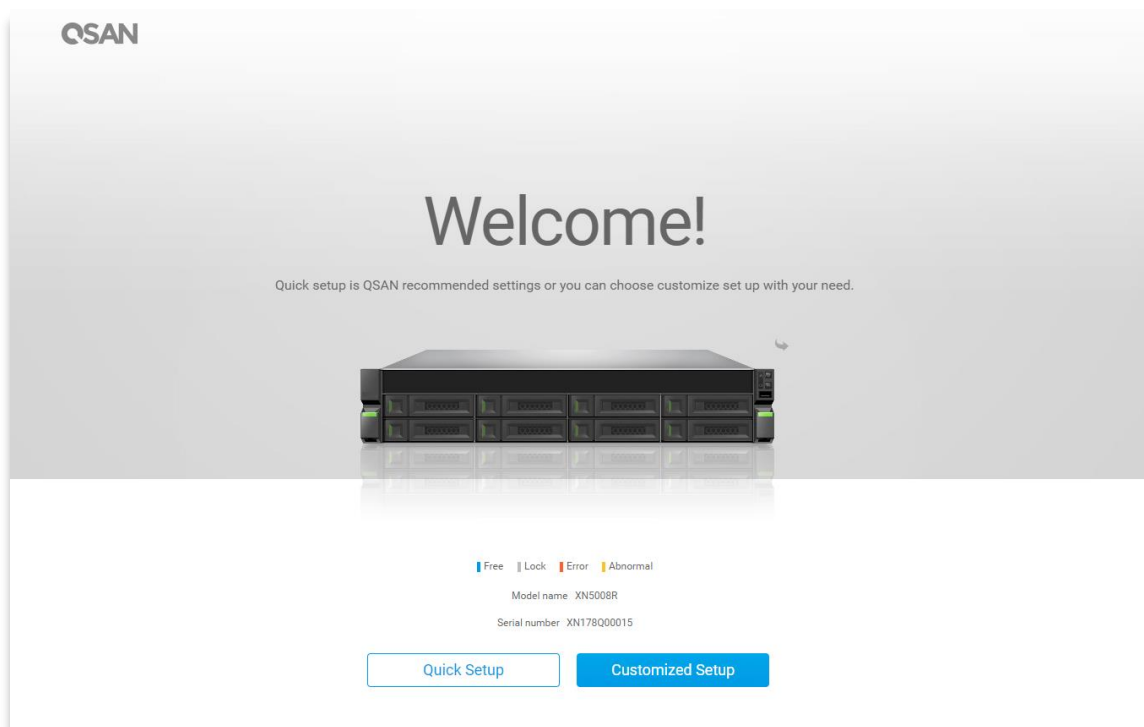 QSAN
Welcome!
Quick setup is QSAN recommended settings or you can choose customize set up with your need.
Free Lock Error Abnormal
Model name XN5008R
Serial number XN178Q00015
Quick Setup Customized Setup